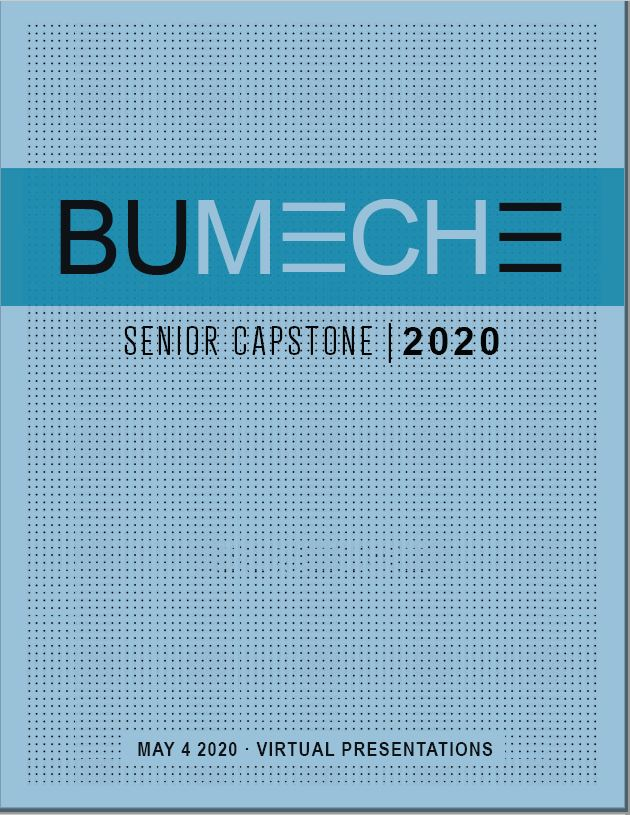 BUMECHE
SENIOR CAPSTONE | 2020
MAY 4 2020 · VIRTUAL PRESENTATIONS